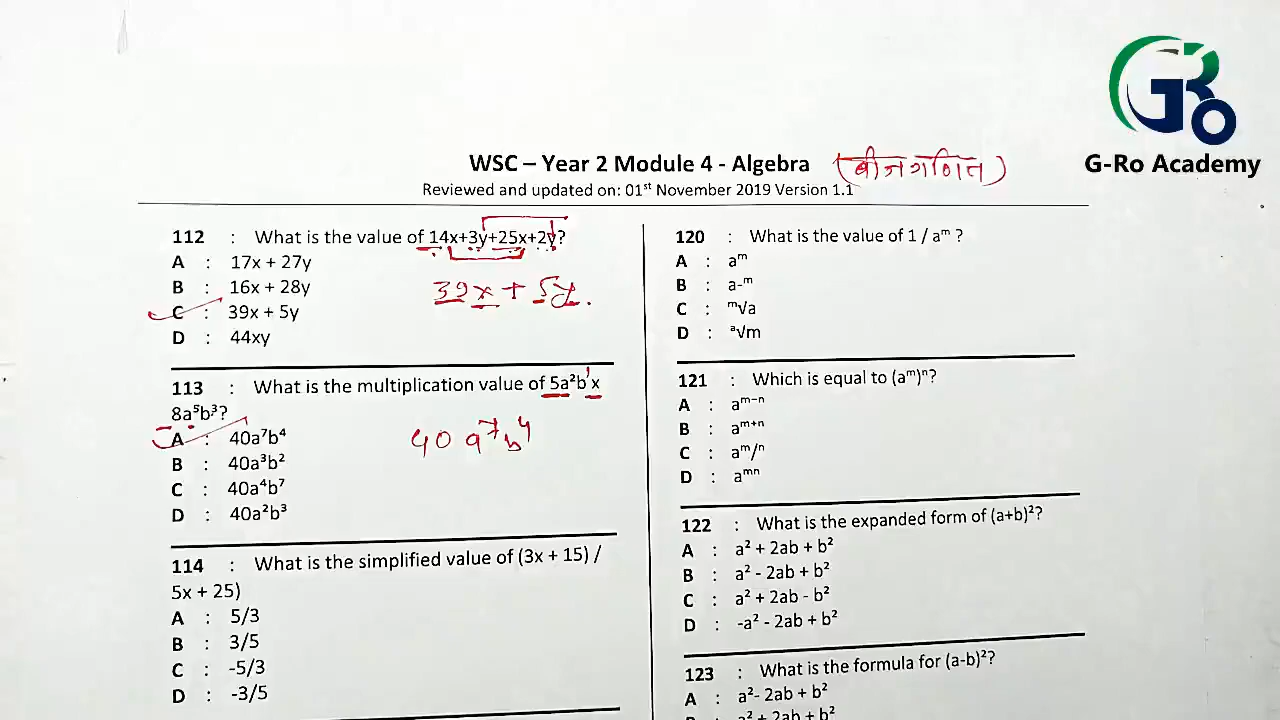 G-Ro Academy
WSC – Year 2 Module 4 - Algebra (बीजगणित)
Reviewed and updated on: 01st November 2019 Version 1.1
112 : What is the value of 14x+3y+25x+2y?
A : 17x + 27y
B : 16x + 28y
C : 39x + 5y
D : 44xy
39x + 5y.
113 : What is the multiplication value of 5a²b¹x
8a⁵b³?
A : 40a⁷b⁴
B : 40a³b²
C : 40a⁴b⁷
D : 40a²b³
40 a⁷b⁴
114 : What is the simplified value of (3x + 15) /
5x + 25)
A : 5/3
B : 3/5
C : -5/3
D : -3/5
120 : What is the value of 1 / aᵐ ?
A : aᵐ
B : a-ᵐ
C : ᵐ√a
D : ᵃ√m
121 : Which is equal to (aᵐ)ⁿ?
A : aᵐ⁻ⁿ
B : aᵐ⁺ⁿ
C : aᵐ/ⁿ
D : aᵐⁿ
122 : What is the expanded form of (a+b)²?
A : a² + 2ab + b²
B : a² - 2ab + b²
C : a² + 2ab - b²
D : -a² - 2ab + b²
123 : What is the formula for (a-b)²?
A : a²- 2ab + b²
a² + 2ab + b²